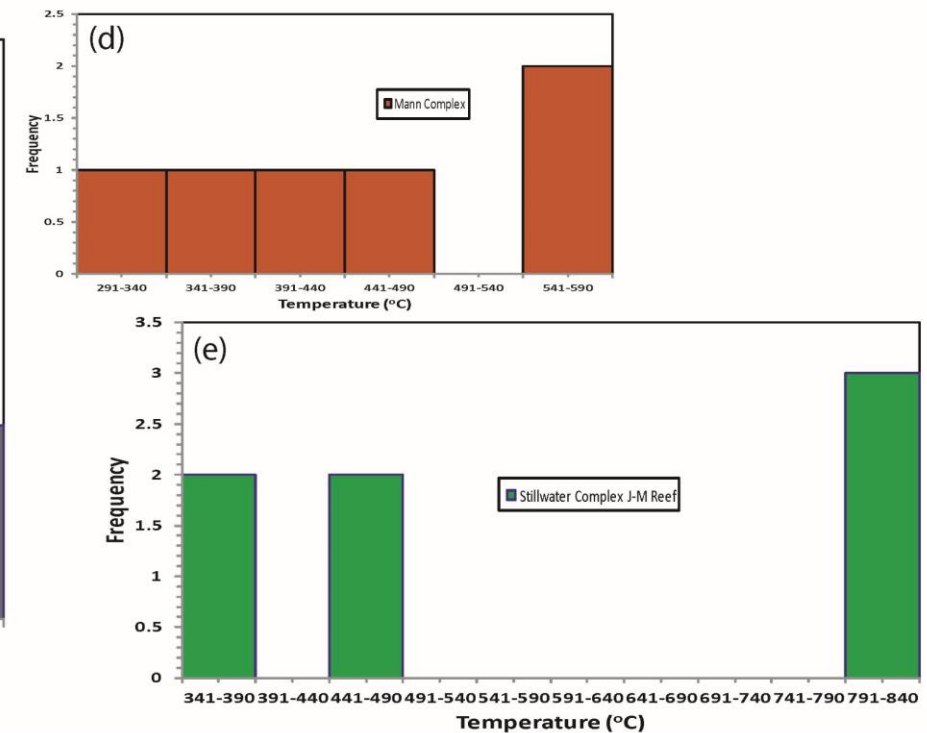 (d)
2.5
2
1.5
1
0.5
0
Frequency
Mann Complex
291-340 341-390 391-440 441-490 491-540 541-590
Temperature (°C)
(e)
3.5
3
2.5
2
1.5
1
0.5
0
Frequency
Stillwater Complex J-M Reef
341-390 391-440 441-490 491-540 541-590 591-640 641-690 691-740 741-790 791-840
Temperature (°C)